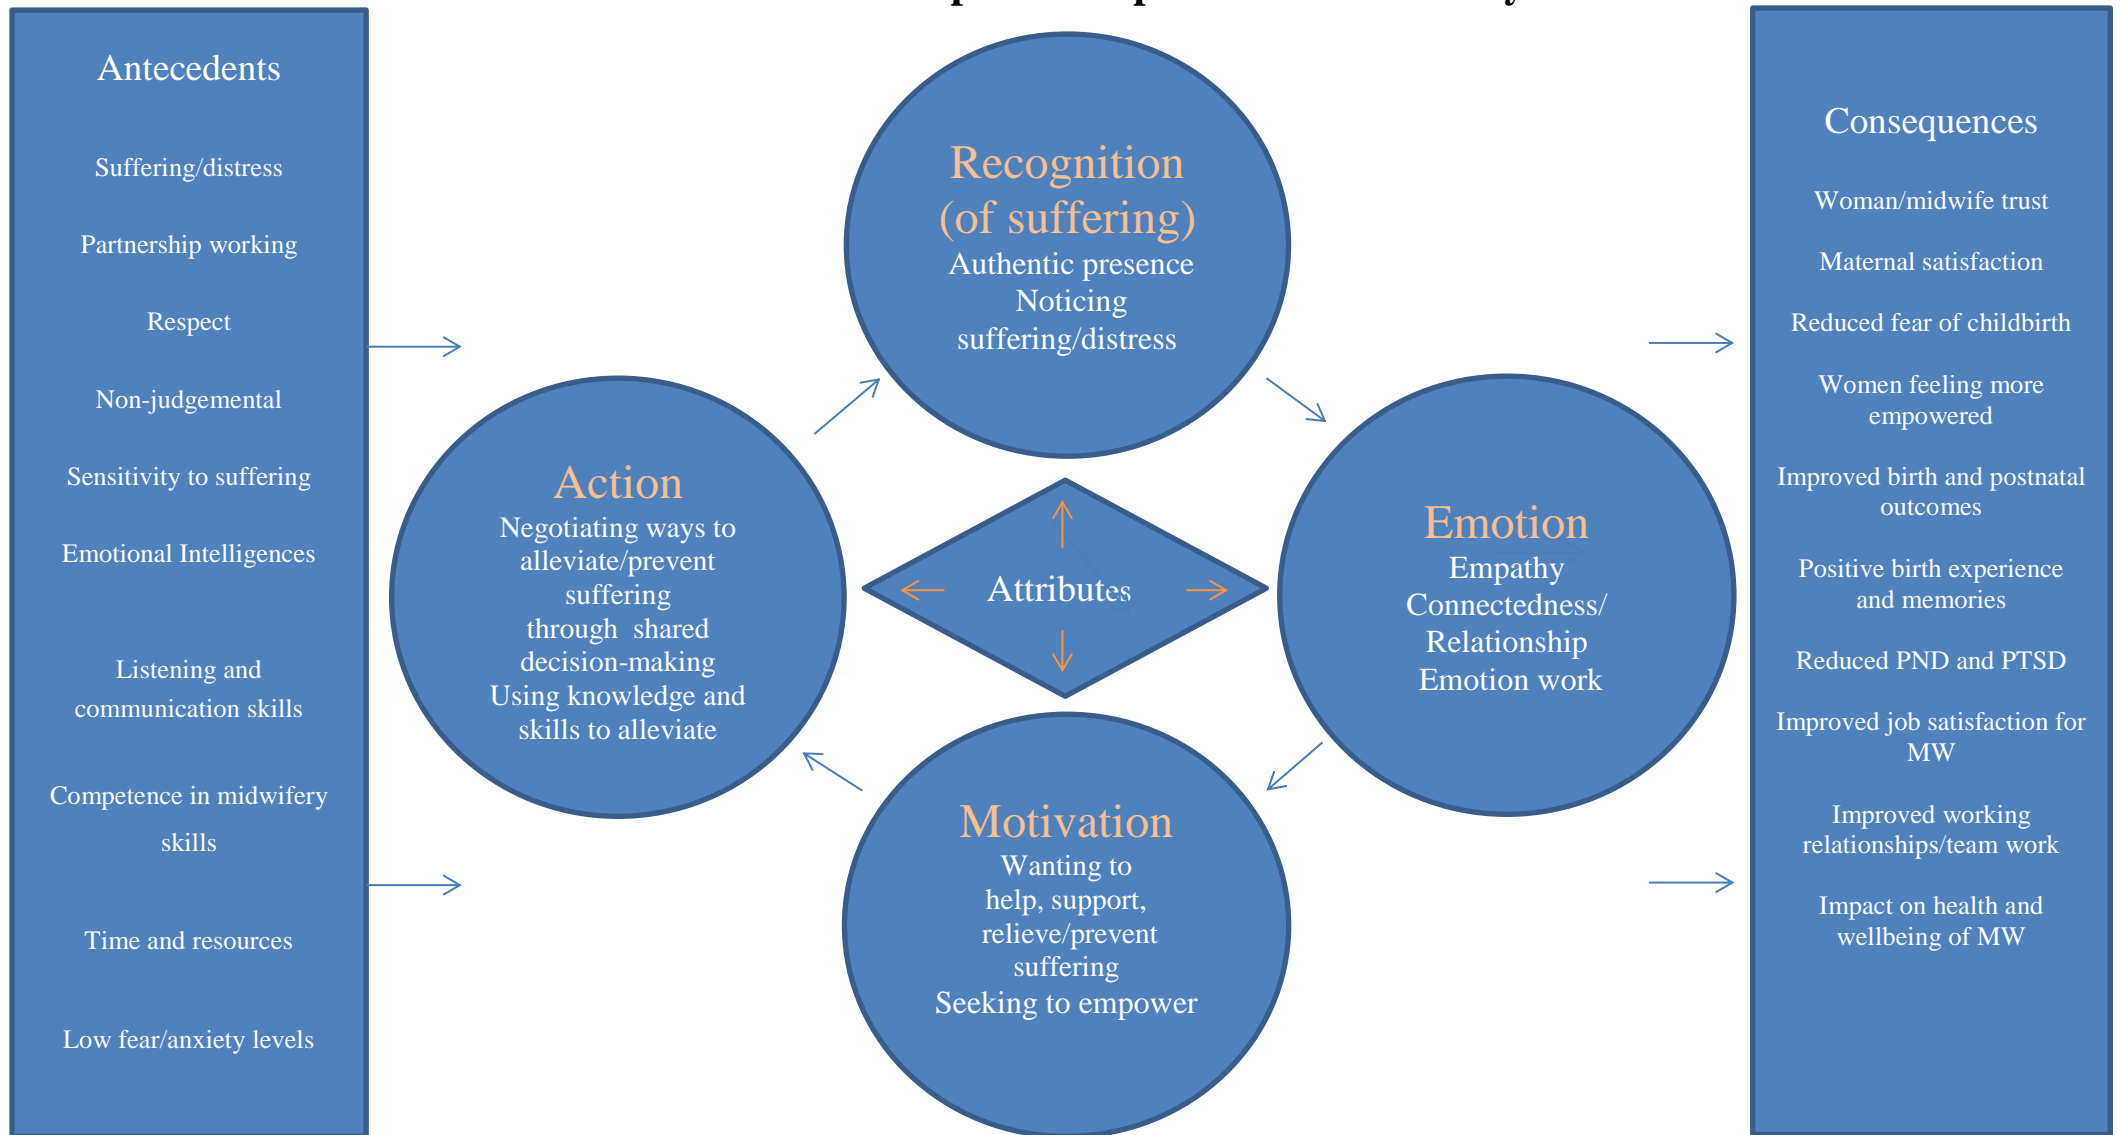 Antecedents
Suffering/distress
Partnership working
Respect
Non-judgemental
Sensitivity to suffering
Emotional Intelligences
Listening and
communication skills
Competence in midwifery
skills
Time and resources
Low fear/anxiety levels
Recognition
(of suffering)
Authentic presence
Noticing
suffering/distress
Action
Negotiating ways to
alleviate/prevent
suffering
through shared
decision-making
Using knowledge and
skills to alleviate
Attributes
Emotion
Empathy
Connectedness/
Relationship
Emotion work
Motivation
Wanting to
help, support,
relieve/prevent
suffering
Seeking to empower
Consequences
Woman/midwife trust
Maternal satisfaction
Reduced fear of childbirth
Women feeling more
empowered
Improved birth and postnatal
outcomes
Positive birth experience
and memories
Reduced PND and PTSD
Improved job satisfaction for
MW
Improved working
relationships/team work
Impact on health and
wellbeing of MW